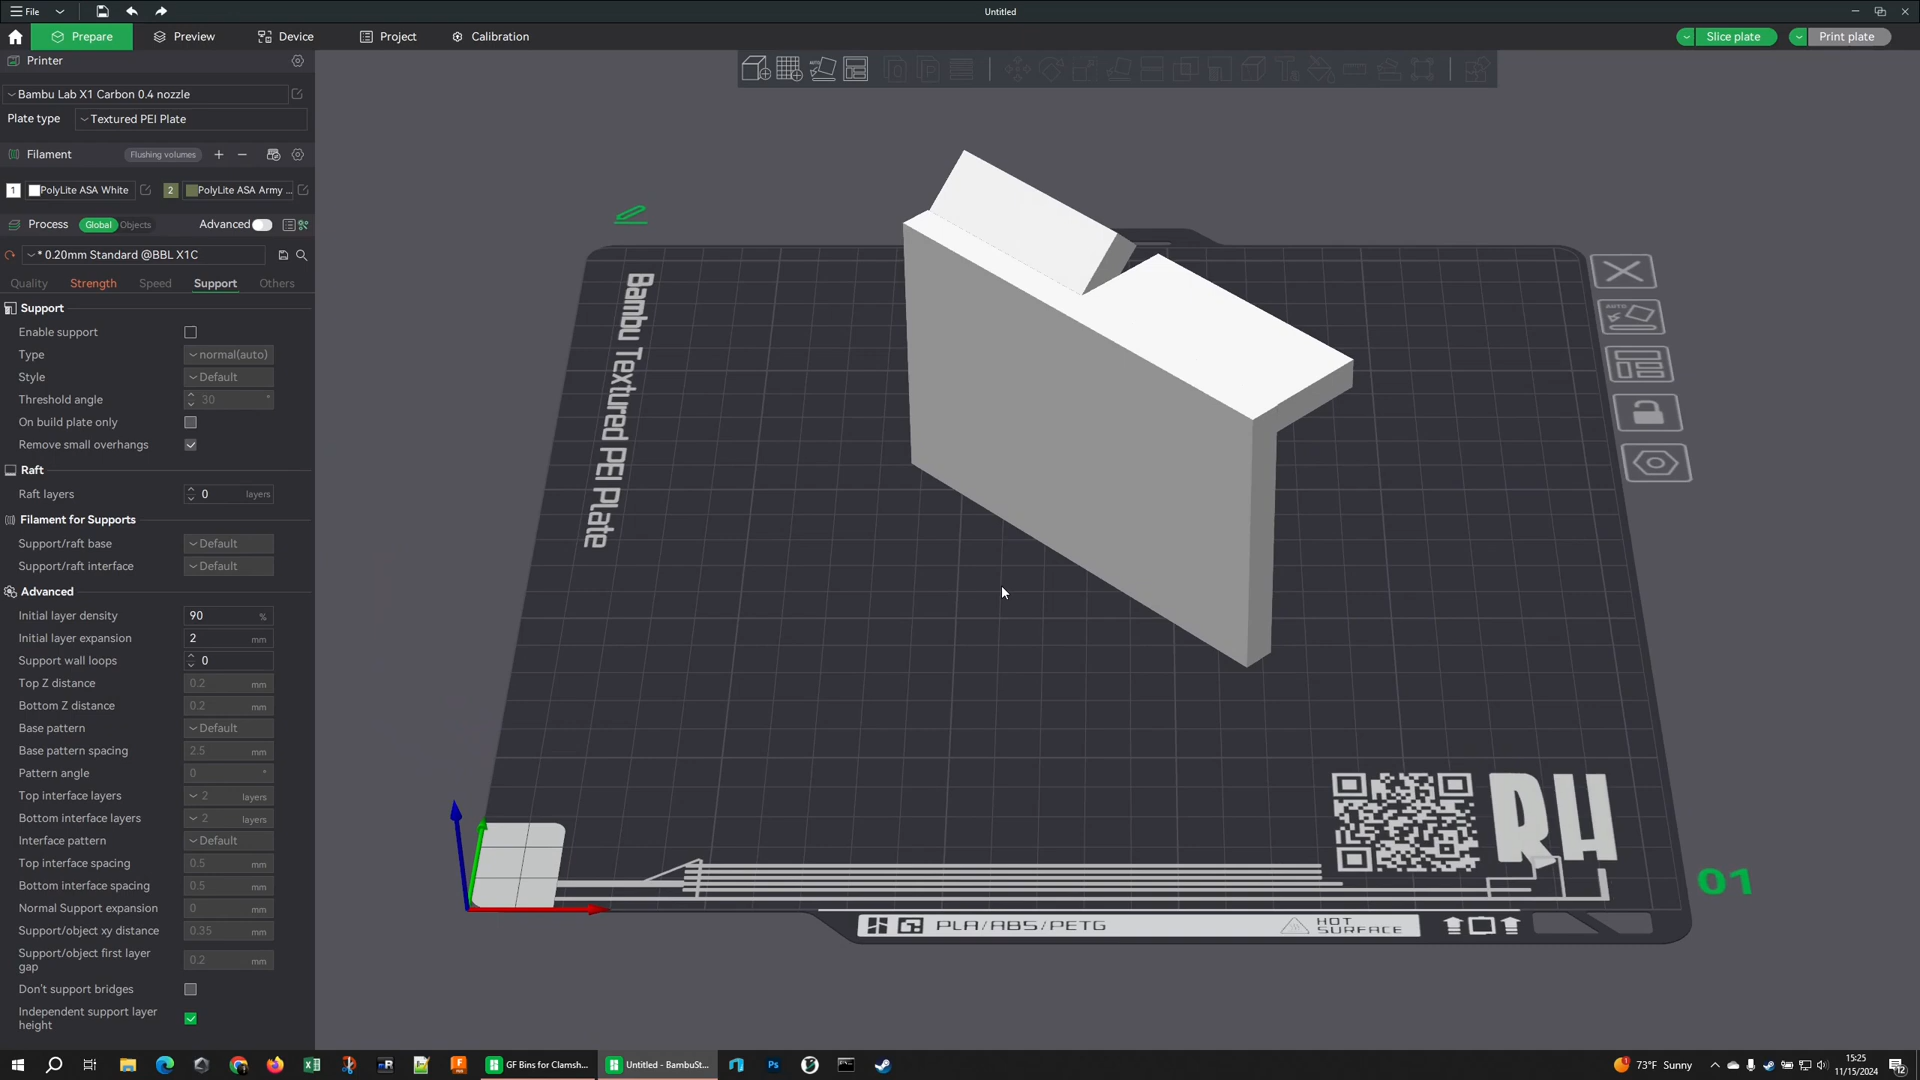 File
Untitled
Prepare
Preview
Device
Project
Calibration
Slice plate
Print plate
Printer
Bambu Lab X1 Carbon 0.4 nozzle
Plate type
Textured PEI Plate
Filament
Flushing volumes
1
PolyLite ASA White
2
PolyLite ASA Army ...
Process
Global
Objects
Advanced
* 0.20mm Standard @BBL X1C
Quality
Strength
Speed
Support
Others
Support
Enable support
Type
normal(auto)
Style
Default
Threshold angle
30
°
On build plate only
Remove small overhangs
Raft
Raft layers
0
layers
Filament for Supports
Support/raft base
Default
Support/raft interface
Default
Advanced
Initial layer density
90
%
Initial layer expansion
2
mm
Support wall loops
0
Top Z distance
0.2
mm
Bottom Z distance
0.2
mm
Base pattern
Default
Base pattern spacing
2.5
mm
Pattern angle
0
°
Top interface layers
2
layers
Bottom interface layers
2
layers
Interface pattern
Default
Top interface spacing
0.5
mm
Bottom interface spacing
0.5
mm
Normal Support expansion
0
mm
Support/object xy distance
0.35
mm
Support/object first layer
gap
0.2
mm
Don't support bridges
Independent support layer
height
Bambu Textured PEI Plate
AUTO
RH
01
PLA/ABS/PETG
HOT
SURFACE
GF Bins for Clamsh...
Untitled - BambuSt...
Ps
1
73°F Sunny
15:25
11/15/2024
12